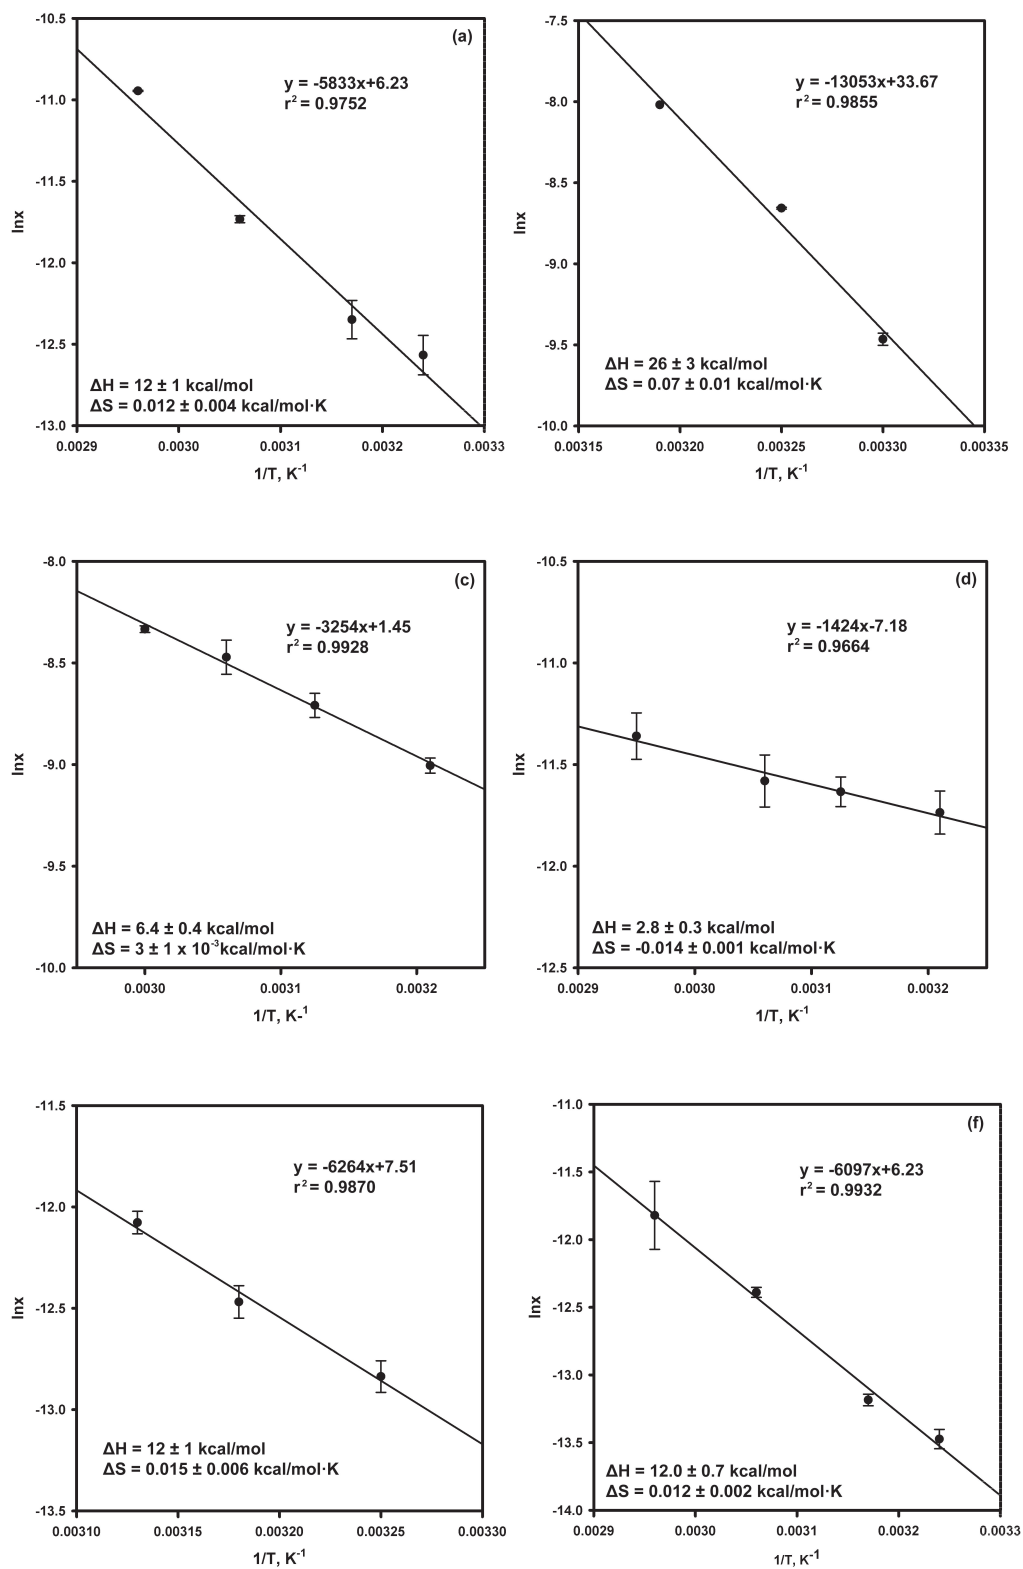 -10.5
-11.0
-11.5
-12.0
-12.5
-13.0
lnx
(a)
y = -5833x+6.23
r² = 0.9752
ΔH = 12 ± 1 kcal/mol
ΔS = 0.012 ± 0.004 kcal/mol·K
0.0029 0.0030 0.0031 0.0032 0.0033
1/T, K⁻¹
-7.5
-8.0
-8.5
-9.0
-9.5
-10.0
lnx
y = -13053x+33.67
r² = 0.9855
ΔH = 26 ± 3 kcal/mol
ΔS = 0.07 ± 0.01 kcal/mol·K
0.00315 0.00320 0.00325 0.00330 0.00335
1/T, K⁻¹
-8.0
-8.5
-9.0
-9.5
-10.0
lnx
(c)
y = -3254x+1.45
r² = 0.9928
ΔH = 6.4 ± 0.4 kcal/mol
ΔS = 3 ± 1 x 10⁻³kcal/mol·K
0.0030 0.0031 0.0032
1/T, K-¹
-10.5
-11.0
-11.5
-12.0
-12.5
lnx
(d)
y = -1424x-7.18
r² = 0.9664
ΔH = 2.8 ± 0.3 kcal/mol
ΔS = -0.014 ± 0.001 kcal/mol·K
0.0029 0.0030 0.0031 0.0032
1/T, K⁻¹
-11.5
-12.0
-12.5
-13.0
-13.5
lnx
y = -6264x+7.51
r² = 0.9870
ΔH = 12 ± 1 kcal/mol
ΔS = 0.015 ± 0.006 kcal/mol·K
0.00310 0.00315 0.00320 0.00325 0.00330
1/T, K⁻¹
-11.0
-11.5
-12.0
-12.5
-13.0
-13.5
-14.0
lnx
(f)
y = -6097x+6.23
r² = 0.9932
ΔH = 12.0 ± 0.7 kcal/mol
ΔS = 0.012 ± 0.002 kcal/mol·K
0.0029 0.0030 0.0031 0.0032 0.0033
1/T, K⁻¹